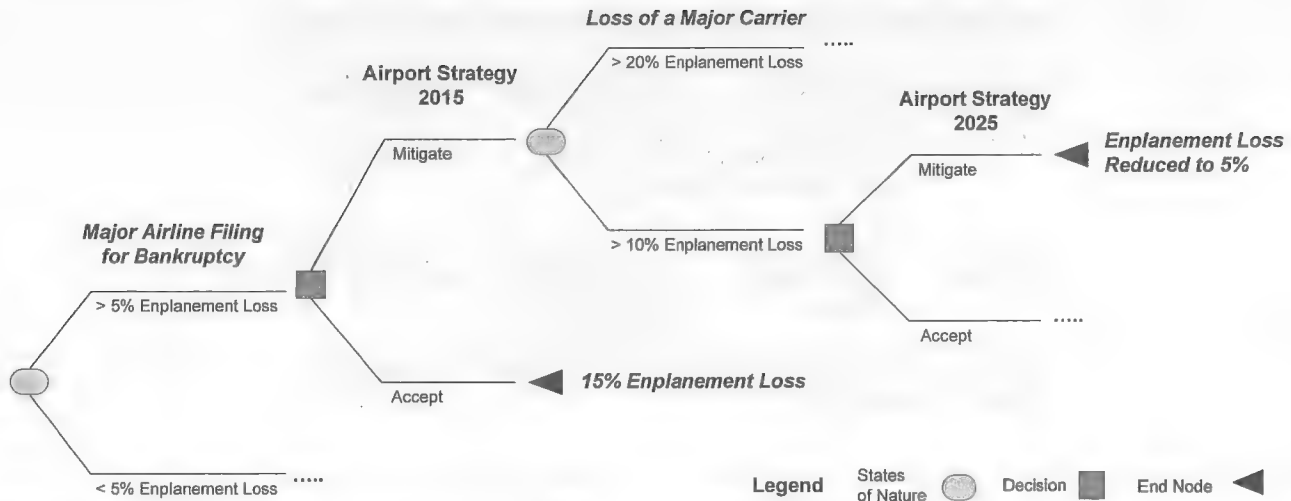 Loss of a Major Carrier
.....
> 20% Enplanement Loss
Airport Strategy
2015
Airport Strategy
2025
Mitigate
Enplanement Loss
Reduced to 5%
Mitigate
Major Airline Filing
for Bankruptcy
> 10% Enplanement Loss
> 5% Enplanement Loss
.....
Accept
15% Enplanement Loss
Accept
.....
< 5% Enplanement Loss
Legend
States
of Nature
Decision
End Node